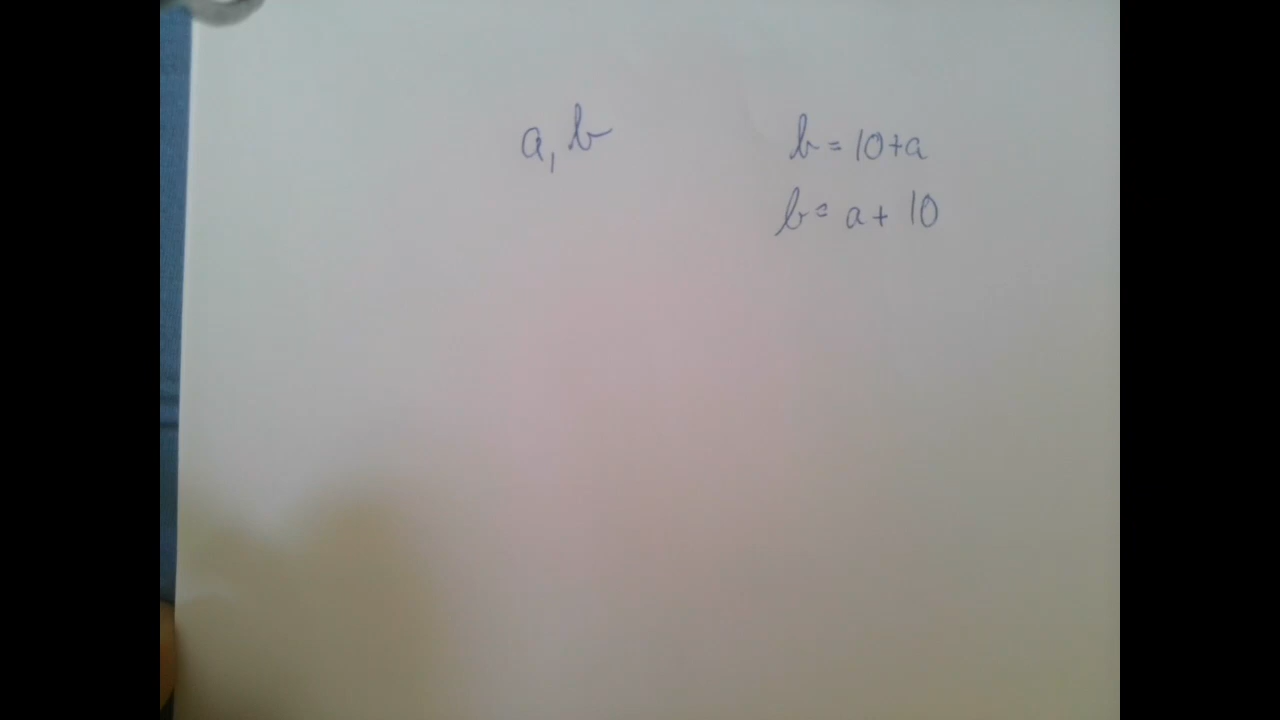 a, b
b = 10+a
b = a + 10